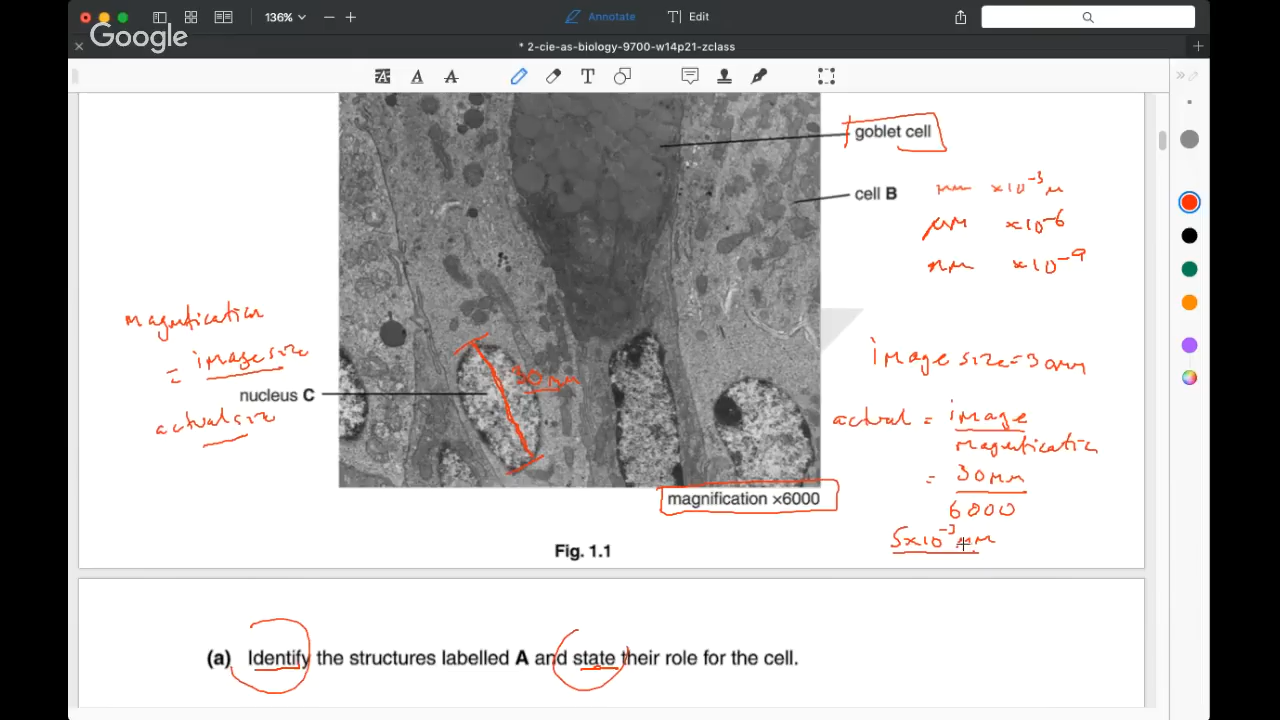 136%
Annotate
T Edit
Google
* 2-cie-as-biology-9700-w14p21-zclass
goblet cell
cell B
mm ×10⁻³ m
μm ×10⁻⁶
nm ×10⁻⁹
magnification
= image size
actual size
nucleus C
30mm
image size = 30mm
actual = image
magnification
= 30mm
6000
5×10⁻³ mm
magnification ×6000
Fig. 1.1
(a) Identify the structures labelled A and state their role for the cell.